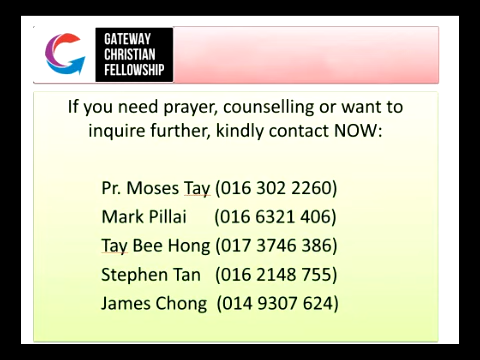 GATEWAY
CHRISTIAN
FELLOWSHIP
If you need prayer, counselling or want to
inquire further, kindly contact NOW:
Pr. Moses Tay (016 302 2260)
Mark Pillai (016 6321 406)
Tay Bee Hong (017 3746 386)
Stephen Tan (016 2148 755)
James Chong (014 9307 624)